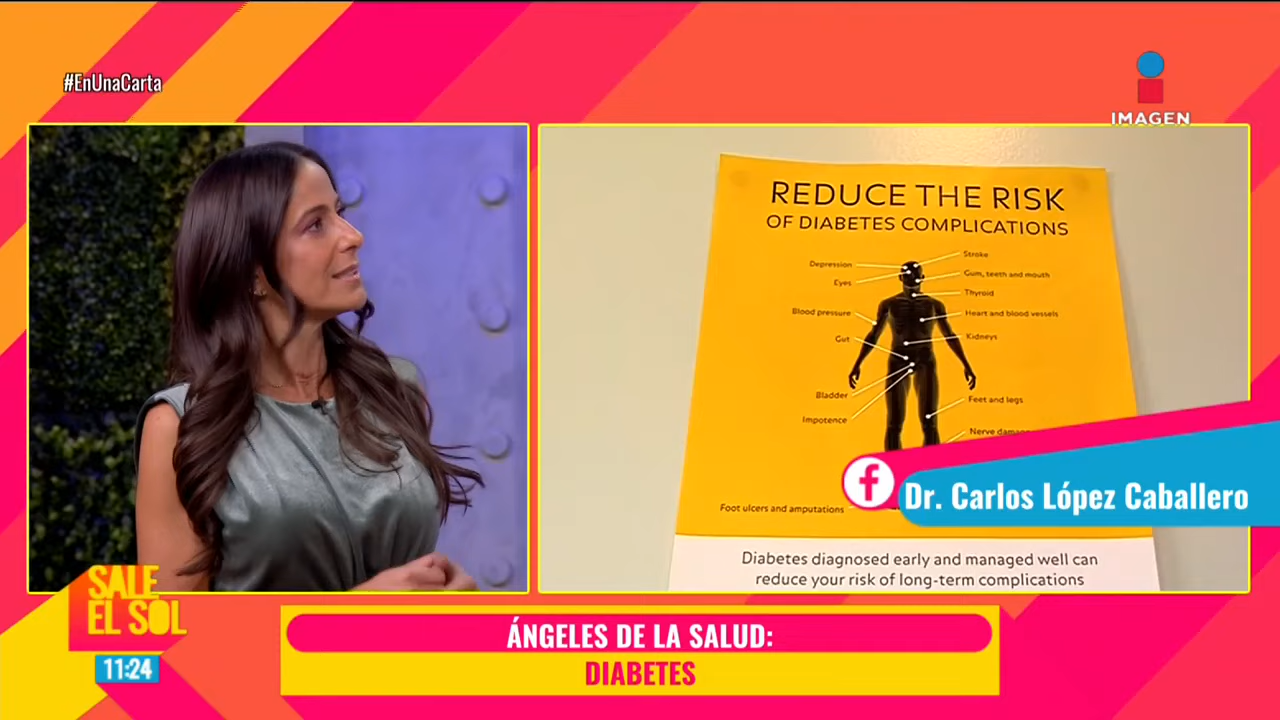 #EnUnaCarta
IMAGEN
REDUCE THE RISK
OF DIABETES COMPLICATIONS
Stroke
Depression
Gum, teeth and mouth
Eyes
Thyroid
Blood pressure
Heart and blood vessels
Gut
Kidneys
Bladder
Feet and legs
Impotence
Nerve
f
Dr. Carlos López Caballero
Foot ulcers and amputations
Diabetes diagnosed early and managed well can
reduce your risk of long-term complications
SALE
EL SOL
11:24
ÁNGELES DE LA SALUD:
DIABETES